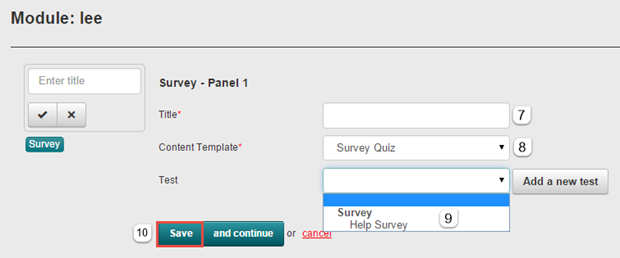 Module: lee
Enter title
Survey
Survey - Panel 1
Title* 7
Content Template* Survey Quiz 8
Test Add a new test
Survey
Help Survey 9
10 Save and continue or cancel